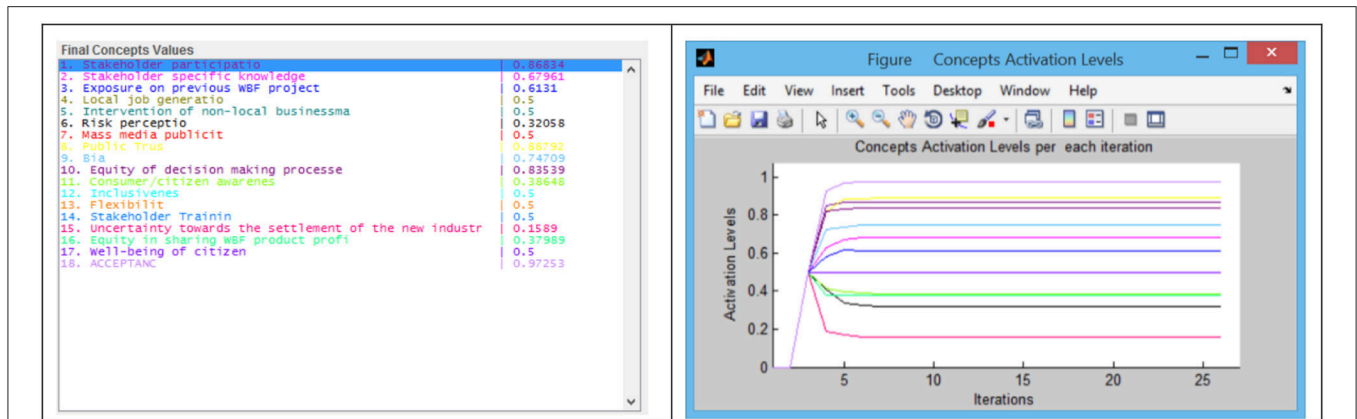 Final Concepts Values
1. Stakeholder participatio | 0.86834
2. Stakeholder specific knowledge | 0.67961
3. Exposure on previous WBF project | 0.6131
4. Local job generatio | 0.5
5. Intervention of non-local businessma | 0.5
6. Risk perceptio | 0.32058
7. Mass media publicit | 0.5
8. Public Trus | 0.88792
9. Bia | 0.74709
10. Equity of decision making processe | 0.83539
11. Consumer/citizen awarenes | 0.38648
12. Inclusivenes | 0.5
13. Flexibilit | 0.5
14. Stakeholder Trainin | 0.5
15. Uncertainty towards the settlement of the new industr | 0.1589
16. Equity in sharing WBF product profi | 0.37989
17. Well-being of citizen | 0.5
18. ACCEPTANC | 0.97253
Figure Concepts Activation Levels
File Edit View Insert Tools Desktop Window Help
Concepts Activation Levels per each iteration
Activation Levels
1
0.8
0.6
0.4
0.2
0
5 10 15 20 25
Iterations